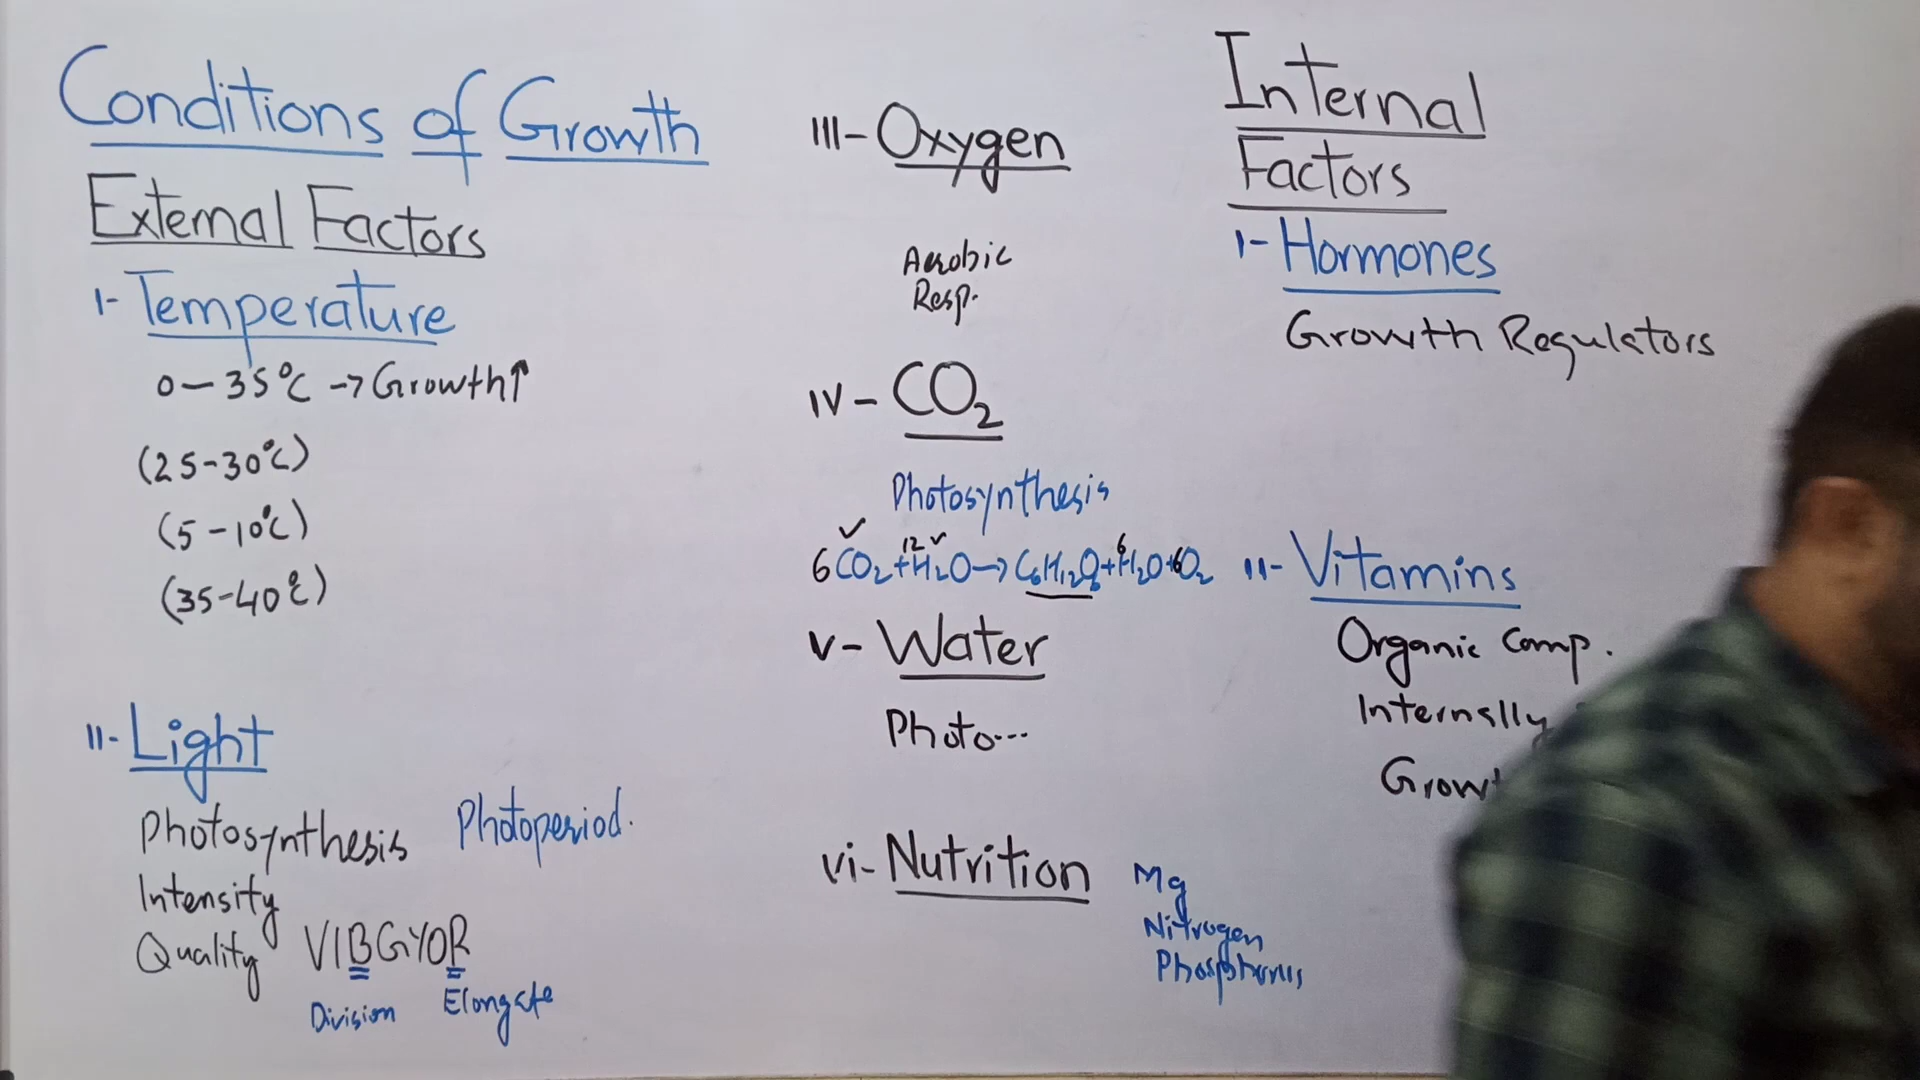 Conditions of Growth
External Factors
I- Temperature
0 — 35°C → Growth↑
(25-30°C)
(5-10°C)
(35-40°C)
II- Light
Photosynthesis Photoperiod.
Intensity
Quality VIBGYOR
Division Elongate
III- Oxygen
Aerobic
Resp.
IV- CO₂
Photosynthesis
6CO₂+12H₂O→C₆H₁₂O₆+6H₂O+6O₂
V- Water
Photo...
vi- Nutrition Mg
Nitrogen
Phosphorus
Internal
Factors
I- Hormones
Growth Regulators
II- Vitamins
Organic Comp.
Internally